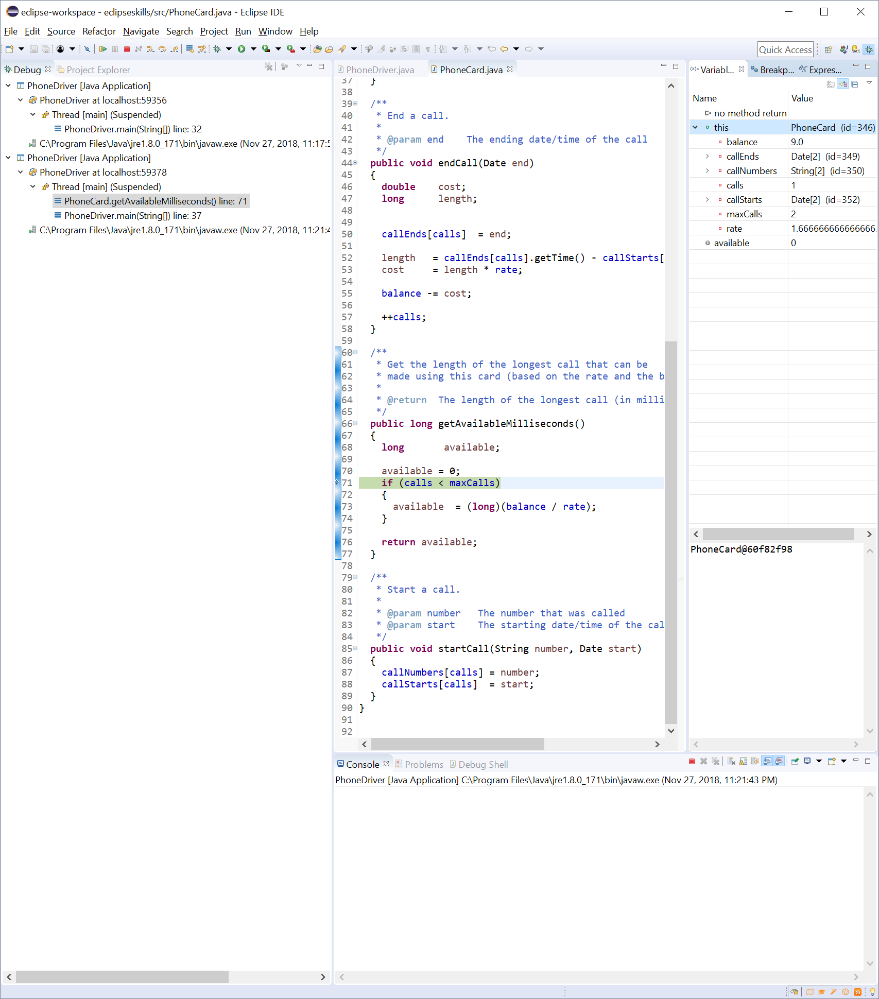 eclipse-workspace - eclipseskills/src/PhoneCard.java - Eclipse IDE
File Edit Source Refactor Navigate Search Project Run Window Help
Quick Access
Debug Project Explorer
PhoneDriver [Java Application]
PhoneDriver at localhost:59356
Thread [main] (Suspended)
PhoneDriver.main(String[]) line: 32
C:\Program Files\Java\jre1.8.0_171\bin\javaw.exe (Nov 27, 2018, 11:17:5
PhoneDriver [Java Application]
PhoneDriver at localhost:59378
Thread [main] (Suspended)
PhoneCard.getAvailableMilliseconds() line: 71
PhoneDriver.main(String[]) line: 37
C:\Program Files\Java\jre1.8.0_171\bin\javaw.exe (Nov 27, 2018, 11:21:4
PhoneDriver.java PhoneCard.java
37 }
38
39 /**
40 * End a call.
41 *
42 * @param end The ending date/time of the call
43 */
44 public void endCall(Date end)
45 {
46 double cost;
47 long length;
48
49
50 callEnds[calls] = end;
51
52 length = callEnds[calls].getTime() - callStarts[
53 cost = length * rate;
54
55 balance -= cost;
56
57 ++calls;
58 }
59
60 /**
61 * Get the length of the longest call that can be
62 * made using this card (based on the rate and the b
63 *
64 * @return The length of the longest call (in milli
65 */
66 public long getAvailableMilliseconds()
67 {
68 long available;
69
70 available = 0;
71 if (calls < maxCalls)
72 {
73 available = (long)(balance / rate);
74 }
75
76 return available;
77 }
78
79 /**
80 * Start a call.
81 *
82 * @param number The number that was called
83 * @param start The starting date/time of the cal
84 */
85 public void startCall(String number, Date start)
86 {
87 callNumbers[calls] = number;
88 callStarts[calls] = start;
89 }
90 }
91
92
(x)= Variabl... Breakp... Expres...
Name Value
no method return
this PhoneCard (id=346)
balance 9.0
callEnds Date[2] (id=349)
callNumbers String[2] (id=350)
calls 1
callStarts Date[2] (id=352)
maxCalls 2
rate 1.666666666666666.
available 0
PhoneCard@60f82f98
Console Problems Debug Shell
PhoneDriver [Java Application] C:\Program Files\Java\jre1.8.0_171\bin\javaw.exe (Nov 27, 2018, 11:21:43 PM)